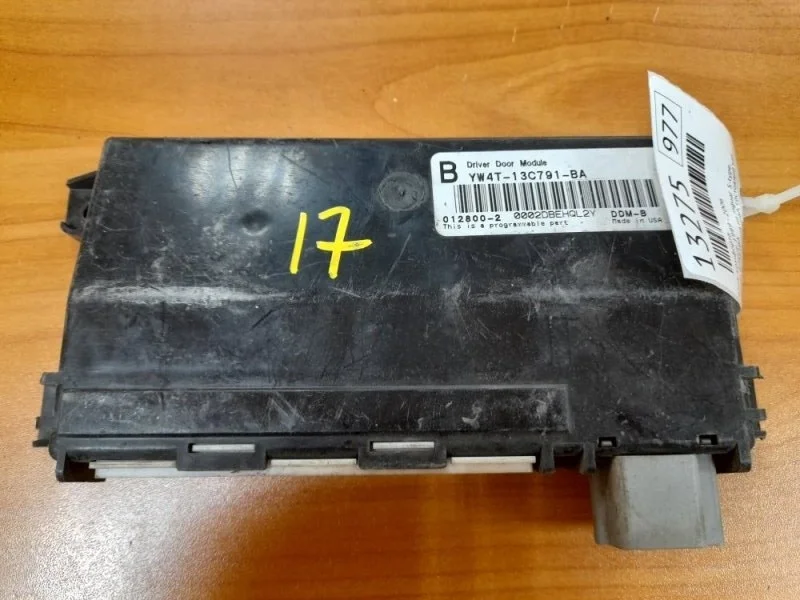 B Driver Door Module
YW4T-13C791-BA
012800-2 0002DBEHQL2Y DDM-B
This is a progravable part Made in USA
17
13275 977